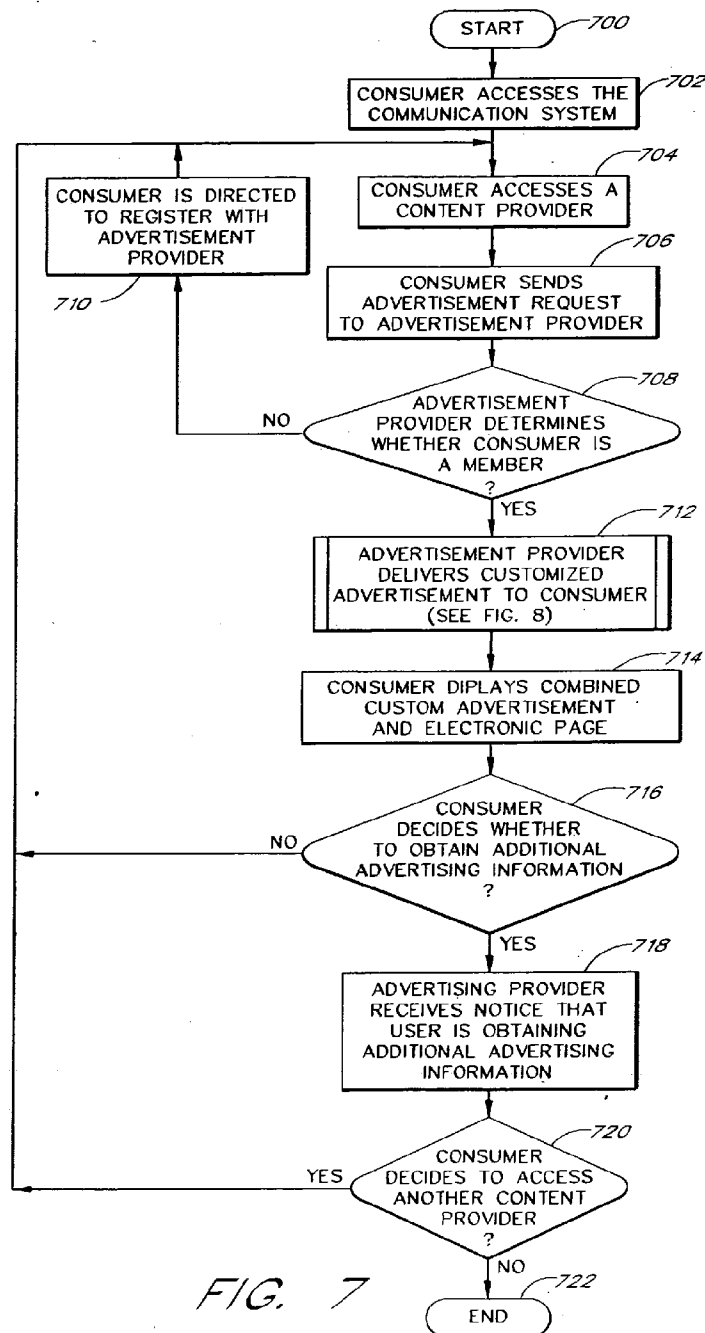 START
700
CONSUMER ACCESSES THE
COMMUNICATION SYSTEM
702
CONSUMER ACCESSES A
CONTENT PROVIDER
704
CONSUMER IS DIRECTED
TO REGISTER WITH
ADVERTISEMENT
PROVIDER
710
CONSUMER SENDS
ADVERTISEMENT REQUEST
TO ADVERTISEMENT PROVIDER
706
ADVERTISEMENT
PROVIDER DETERMINES
WHETHER CONSUMER IS
A MEMBER
?
708
NO
YES
ADVERTISEMENT PROVIDER
DELIVERS CUSTOMIZED
ADVERTISEMENT TO CONSUMER
(SEE FIG. 8)
712
CONSUMER DIPLAYS COMBINED
CUSTOM ADVERTISEMENT
AND ELECTRONIC PAGE
714
CONSUMER
DECIDES WHETHER
TO OBTAIN ADDITIONAL
ADVERTISING INFORMATION
?
716
NO
YES
ADVERTISING PROVIDER
RECEIVES NOTICE THAT
USER IS OBTAINING
ADDITIONAL ADVERTISING
INFORMATION
718
CONSUMER
DECIDES TO ACCESS
ANOTHER CONTENT
PROVIDER
?
720
YES
NO
END
722
FIG. 7